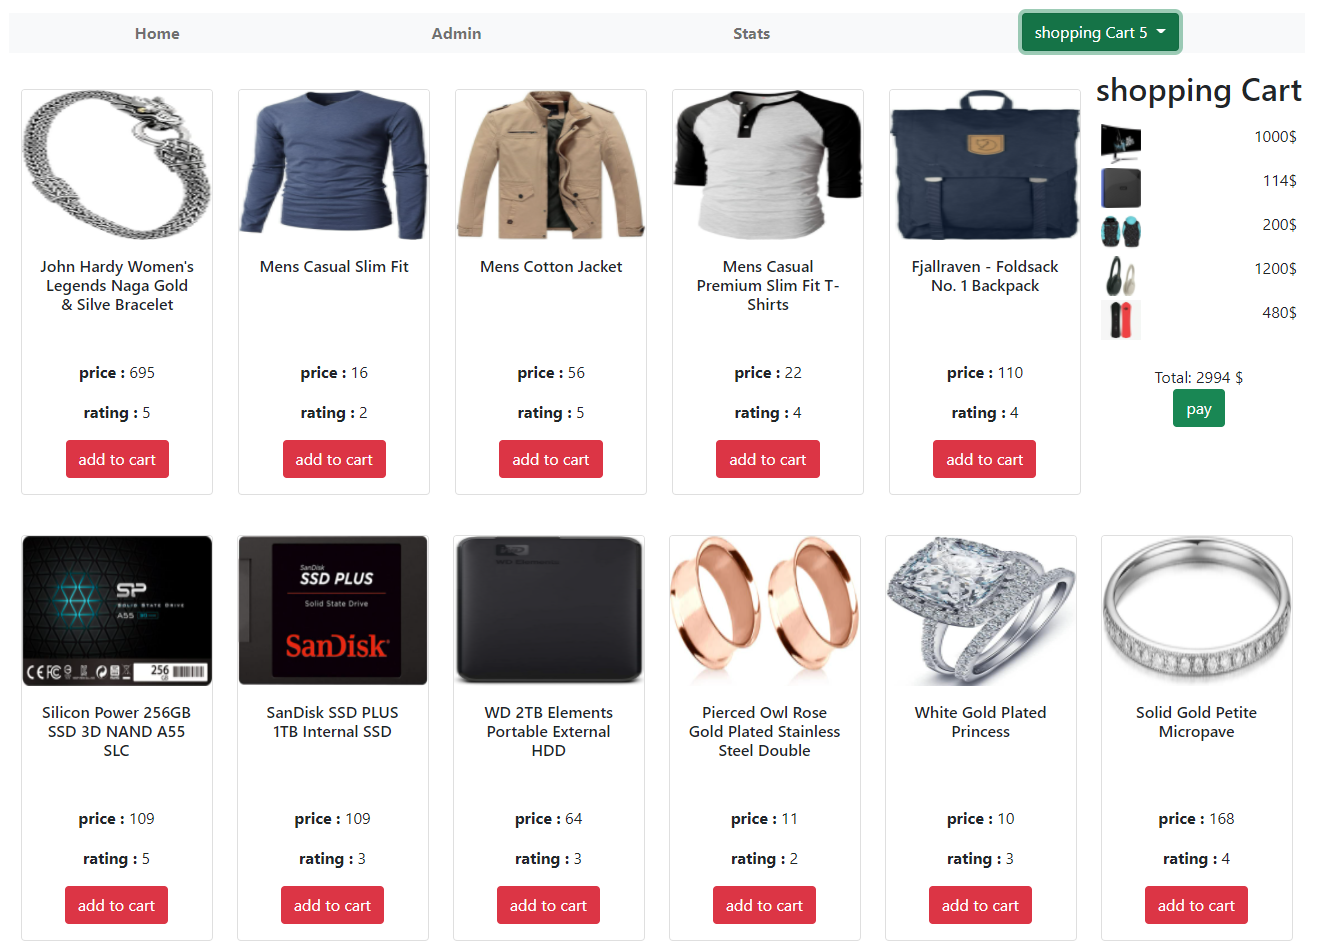 Home
Admin
Stats
shopping Cart 5
shopping Cart
1000$
114$
200$
1200$
480$
Total: 2994 $
pay
John Hardy Women's
Legends Naga Gold
& Silve Bracelet
price : 695
rating : 5
add to cart
Mens Casual Slim Fit
price : 16
rating : 2
add to cart
Mens Cotton Jacket
price : 56
rating : 5
add to cart
Mens Casual
Premium Slim Fit T-
Shirts
price : 22
rating : 4
add to cart
Fjallraven - Foldsack
No. 1 Backpack
price : 110
rating : 4
add to cart
SP
SOLID STATE DRIVE
A55
256
Silicon Power 256GB
SSD 3D NAND A55
SLC
price : 109
rating : 5
add to cart
SanDisk
SSD PLUS
Solid State Drive
SanDisk
SanDisk SSD PLUS
1TB Internal SSD
price : 109
rating : 3
add to cart
WD Elements
WD 2TB Elements
Portable External
HDD
price : 64
rating : 3
add to cart
Pierced Owl Rose
Gold Plated Stainless
Steel Double
price : 11
rating : 2
add to cart
White Gold Plated
Princess
price : 10
rating : 3
add to cart
Solid Gold Petite
Micropave
price : 168
rating : 4
add to cart